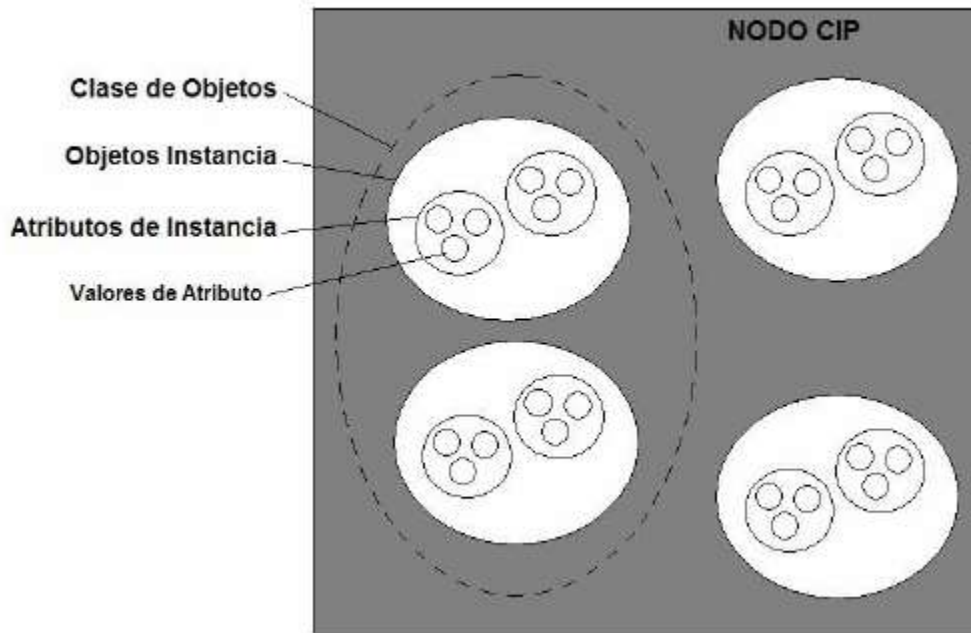 NODO CIP
Clase de Objetos
Objetos Instancia
Atributos de Instancia
Valores de Atributo